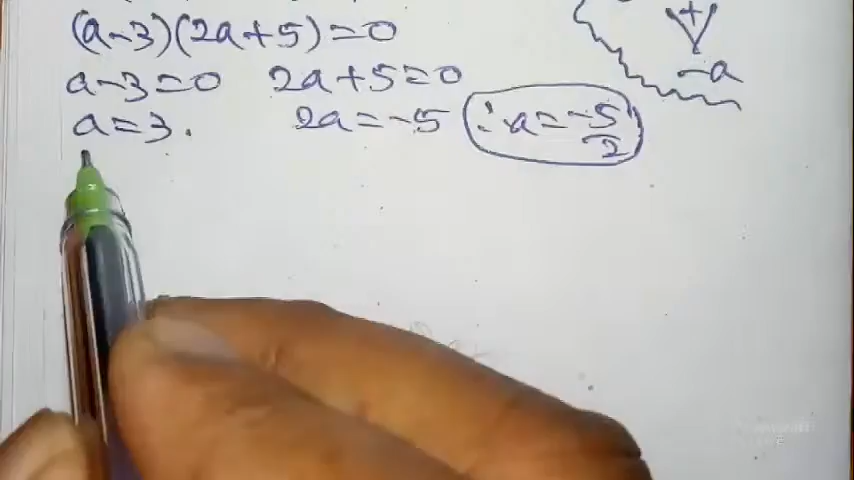 (a-3)(2a+5)=0
+
a-3=0 2a+5=0
-a
a=3. 2a=-5 ∴a=-5/2